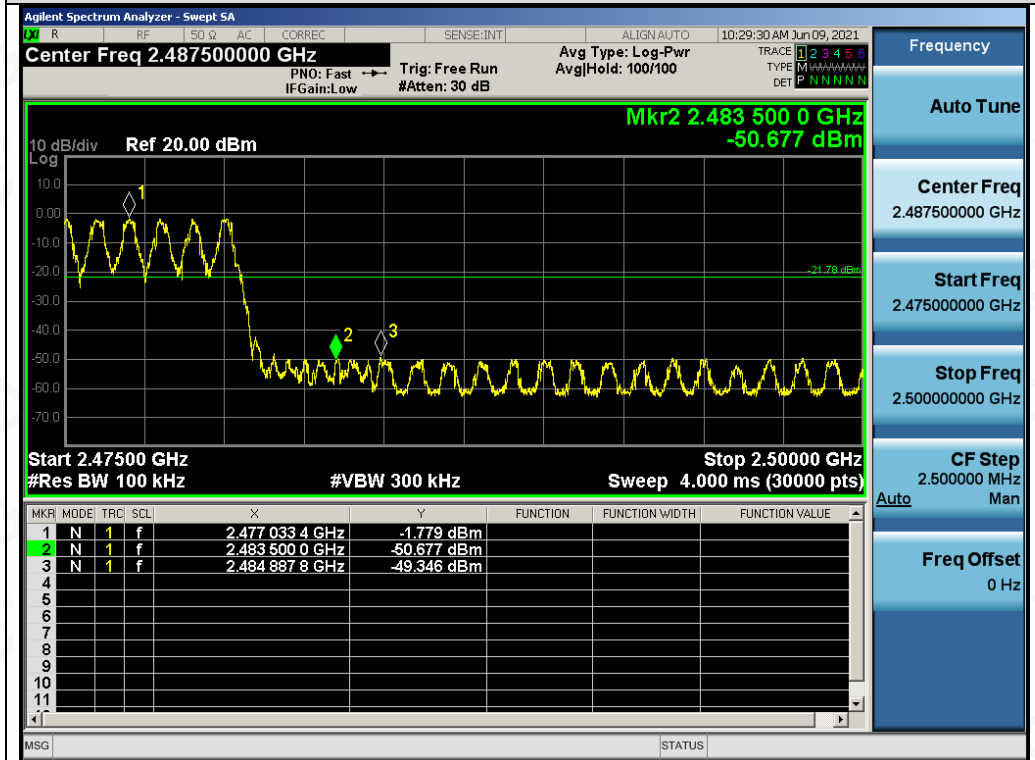 Agilent Spectrum Analyzer - Swept SA
LXI R RF 50 Ω AC CORREC SENSE:INT ALIGN AUTO 10:29:30 AM Jun 09, 2021
Center Freq 2.487500000 GHz
PNO: Fast
IFGain:Low
Trig: Free Run
#Atten: 30 dB
Avg Type: Log-Pwr
Avg|Hold: 100/100
TRACE 1 2 3 4 5 6
TYPE M WWWWW
DET P N N N N N
Mkr2 2.483 500 0 GHz
-50.677 dBm
10 dB/div Ref 20.00 dBm
Log
10.0
0.00
-10.0
-20.0
-30.0
-40.0
-50.0
-60.0
-70.0
1
2
3
-21.78 dBm
Start 2.47500 GHz Stop 2.50000 GHz
#Res BW 100 kHz #VBW 300 kHz Sweep 4.000 ms (30000 pts)
MKR MODE TRC SCL X Y FUNCTION FUNCTION WIDTH FUNCTION VALUE
1 N 1 f 2.477 033 4 GHz -1.779 dBm
2 N 1 f 2.483 500 0 GHz -50.677 dBm
3 N 1 f 2.484 887 8 GHz -49.346 dBm
4
5
6
7
8
9
10
11
MSG STATUS
Frequency
Auto Tune
Center Freq
2.487500000 GHz
Start Freq
2.475000000 GHz
Stop Freq
2.500000000 GHz
CF Step
2.500000 MHz
Auto Man
Freq Offset
0 Hz